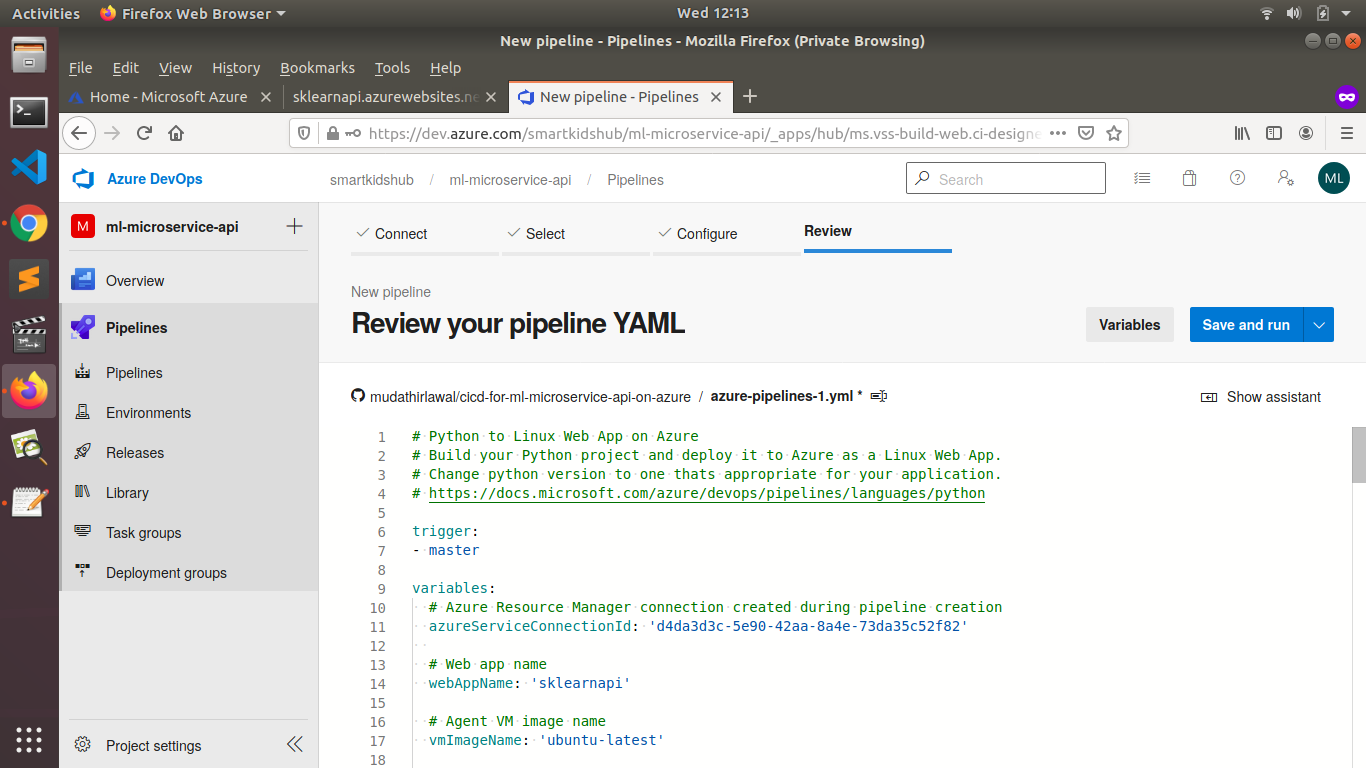 Activities Firefox Web Browser Wed 12:13
New pipeline - Pipelines - Mozilla Firefox (Private Browsing)
File Edit View History Bookmarks Tools Help
Home - Microsoft Azure sklearnapi.azurewebsites.ne New pipeline - Pipelines
https://dev.azure.com/smartkidshub/ml-microservice-api/_apps/hub/ms.vss-build-web.ci-designe
Azure DevOps smartkidshub / ml-microservice-api / Pipelines Search ML
M ml-microservice-api
Connect Select Configure Review
Overview
New pipeline
Pipelines
Review your pipeline YAML Variables Save and run
Pipelines
Environments
Releases
Library
Task groups
Deployment groups
Project settings
mudathirlawal/cicd-for-ml-microservice-api-on-azure / azure-pipelines-1.yml * Show assistant
1 # Python to Linux Web App on Azure
2 # Build your Python project and deploy it to Azure as a Linux Web App.
3 # Change python version to one thats appropriate for your application.
4 # https://docs.microsoft.com/azure/devops/pipelines/languages/python
5
6 trigger:
7 - master
8
9 variables:
10 # Azure Resource Manager connection created during pipeline creation
11 azureServiceConnectionId: 'd4da3d3c-5e90-42aa-8a4e-73da35c52f82'
12
13 # Web app name
14 webAppName: 'sklearnapi'
15
16 # Agent VM image name
17 vmImageName: 'ubuntu-latest'
18